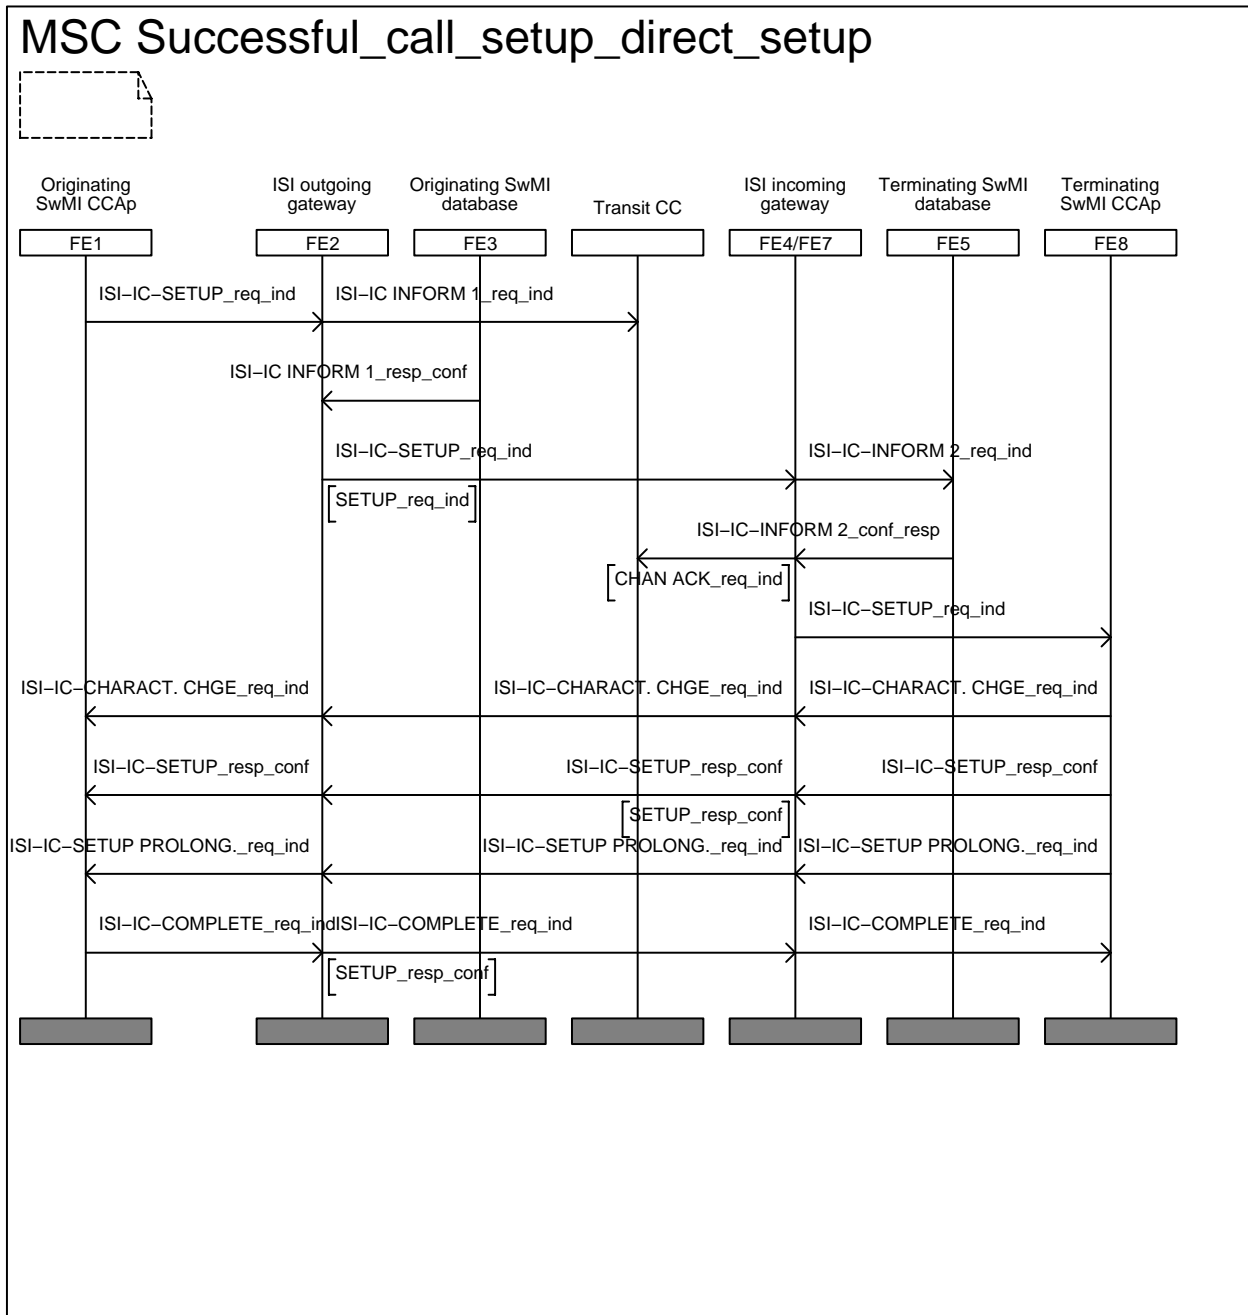 MSC Successful_call_setup_direct_setup
Originating
SwMI CCAp
ISI outgoing
gateway
Originating SwMI
database
Transit CC
ISI incoming
gateway
Terminating SwMI
database
Terminating
SwMI CCAp
FE1
FE2
FE3
FE4/FE7
FE5
FE8
ISI−IC−SETUP_req_ind
ISI−IC INFORM 1_req_ind
ISI−IC INFORM 1_resp_conf
ISI−IC−SETUP_req_ind
ISI−IC−INFORM 2_req_ind
SETUP_req_ind
ISI−IC−INFORM 2_conf_resp
CHAN ACK_req_ind
ISI−IC−SETUP_req_ind
ISI−IC−CHARACT. CHGE_req_ind
ISI−IC−CHARACT. CHGE_req_ind
ISI−IC−CHARACT. CHGE_req_ind
ISI−IC−SETUP_resp_conf
ISI−IC−SETUP_resp_conf
ISI−IC−SETUP_resp_conf
SETUP_resp_conf
ISI−IC−SETUP PROLONG._req_ind
ISI−IC−SETUP PROLONG._req_ind
ISI−IC−SETUP PROLONG._req_ind
ISI−IC−COMPLETE_req_ind
ISI−IC−COMPLETE_req_ind
ISI−IC−COMPLETE_req_ind
SETUP_resp_conf